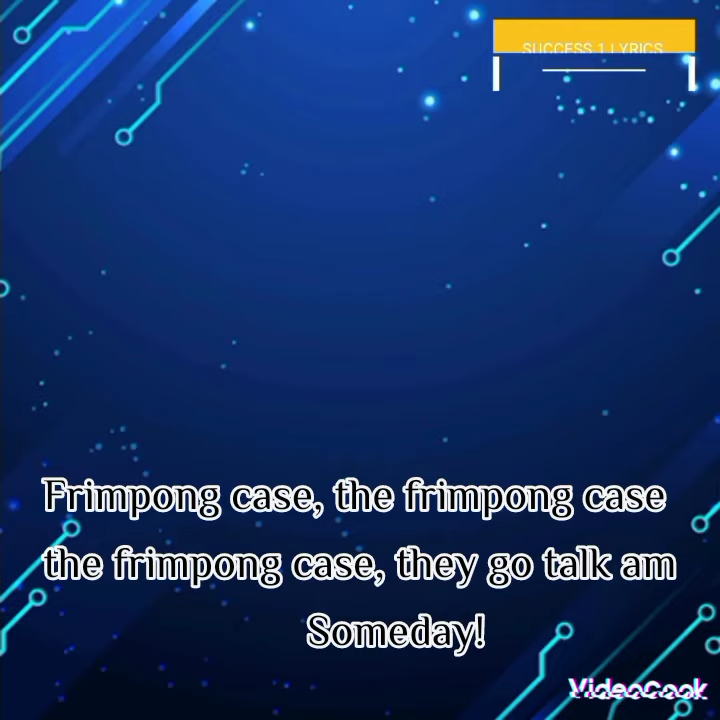 SUCCESS 1 LYRICS
Frimpong case, the frimpong case
the frimpong case, they go talk am
Someday!
VideoCook